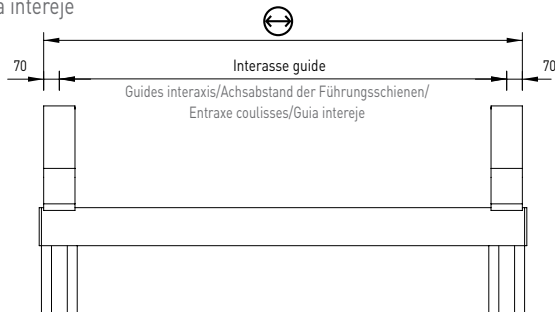 a intereje
70
Interasse guide
70
Guides interaxis/Achsabstand der Führungsschienen/
Entraxe coulisses/Guia intereje